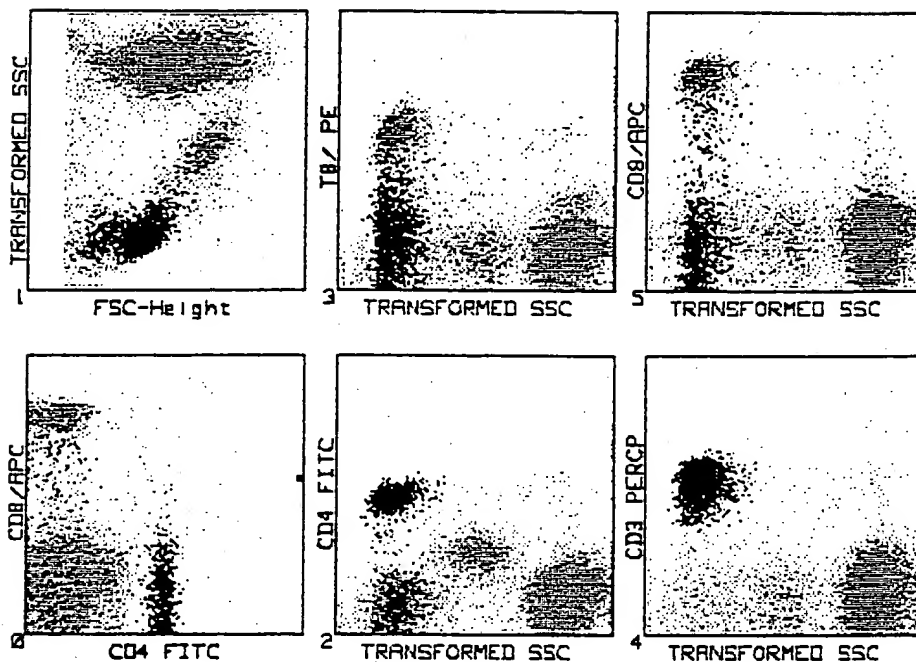 TRANSFORMED SSC
1
FSC-Height
T8/ PE
3
TRANSFORMED SSC
CD8/APC
5
TRANSFORMED SSC
CD8/APC
0
CD4 FITC
CD4 FITC
2
TRANSFORMED SSC
CD3 PERCP
4
TRANSFORMED SSC